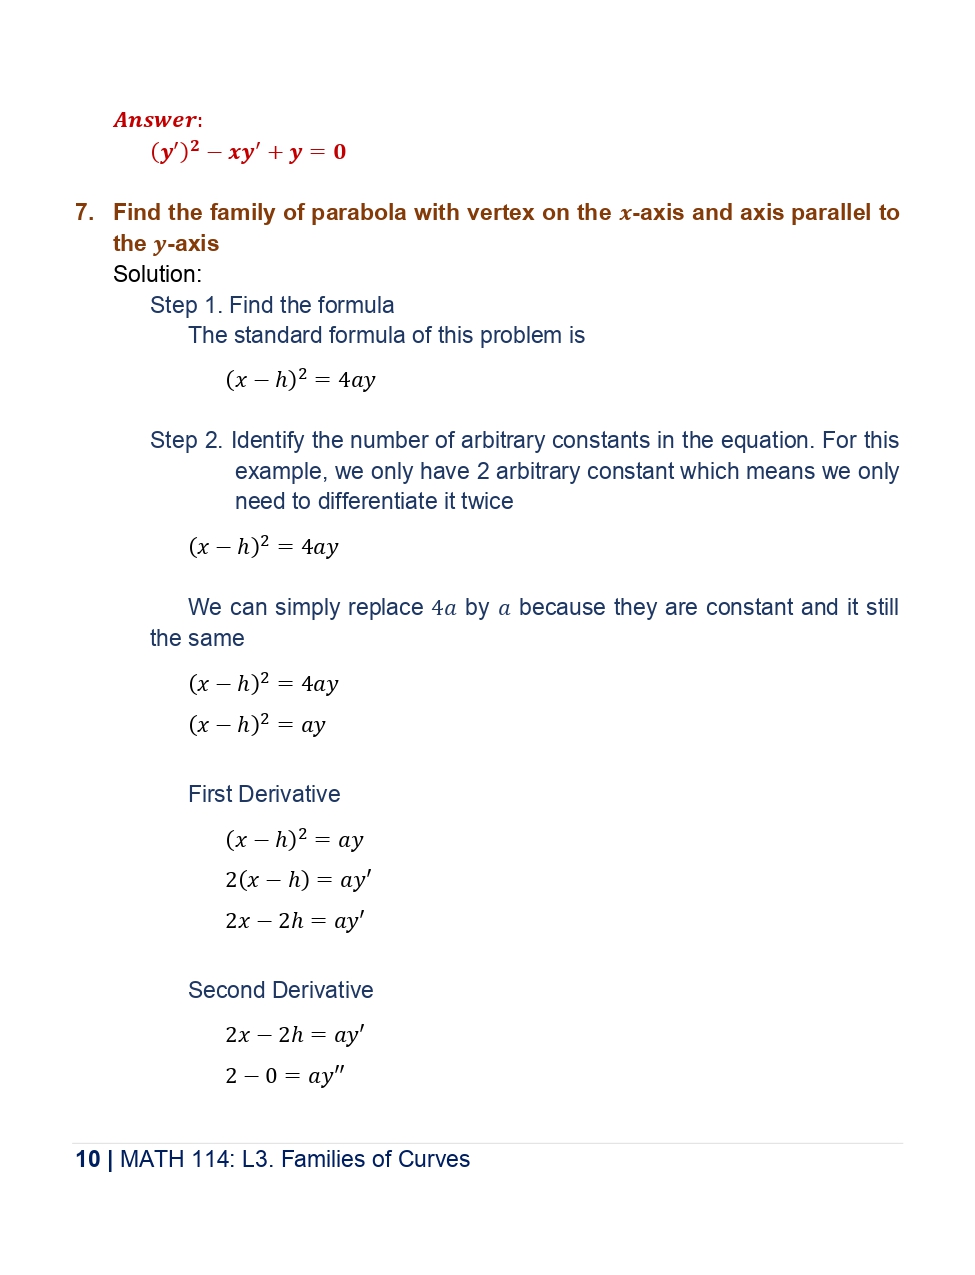 Answer:
(y′)² − xy′ + y = 0
7. Find the family of parabola with vertex on the x-axis and axis parallel to
the y-axis
Solution:
Step 1. Find the formula
The standard formula of this problem is
(x − h)² = 4ay
Step 2. Identify the number of arbitrary constants in the equation. For this
example, we only have 2 arbitrary constant which means we only
need to differentiate it twice
(x − h)² = 4ay
We can simply replace 4a by a because they are constant and it still
the same
(x − h)² = 4ay
(x − h)² = ay
First Derivative
(x − h)² = ay
2(x − h) = ay′
2x − 2h = ay′
Second Derivative
2x − 2h = ay′
2 − 0 = ay″
10 | MATH 114: L3. Families of Curves